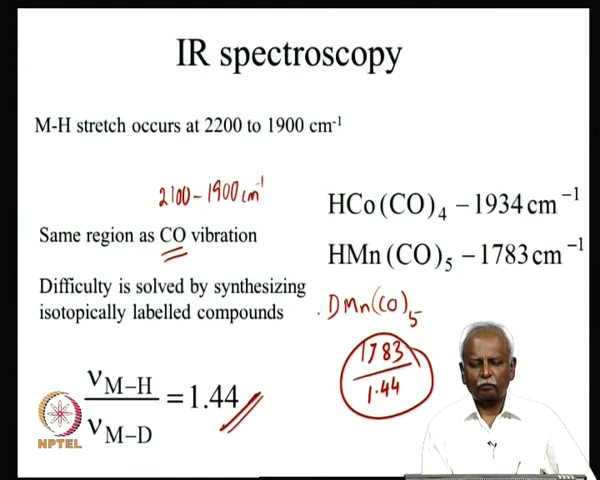 IR spectroscopy
M-H stretch occurs at 2200 to 1900 cm⁻¹
2100 - 1900 cm⁻¹
HCo(CO)₄ – 1934 cm⁻¹
Same region as CO vibration
HMn(CO)₅ – 1783 cm⁻¹
Difficulty is solved by synthesizing
isotopically labelled compounds
DMn(CO)₅
1783
1.44
ν_M–H / ν_M–D = 1.44
NPTEL